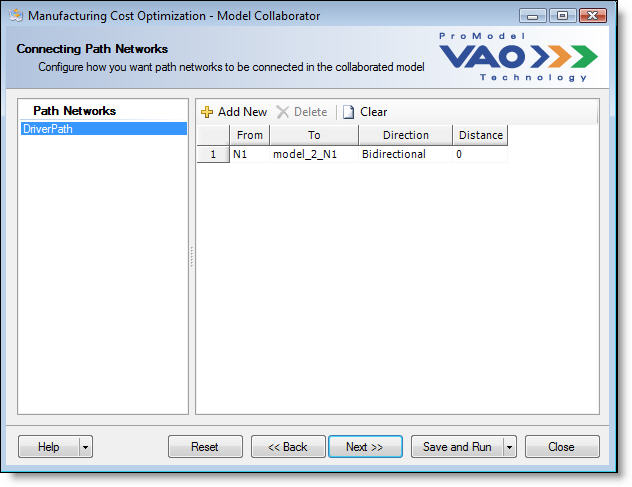 Manufacturing Cost Optimization - Model Collaborator
Connecting Path Networks
Configure how you want path networks to be connected in the collaborated model
ProModel
VAO
Technology
Path Networks
DriverPath
Add New Delete Clear
From To Direction Distance
1 N1 model_2_N1 Bidirectional 0
Help Reset << Back Next >> Save and Run Close